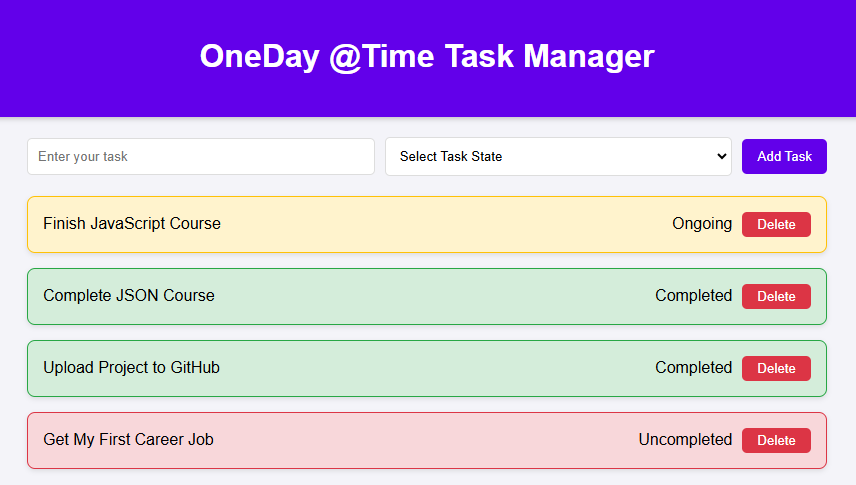 OneDay @Time Task Manager
Enter your task
Select Task State
Add Task
Finish JavaScript Course
Ongoing
Delete
Complete JSON Course
Completed
Delete
Upload Project to GitHub
Completed
Delete
Get My First Career Job
Uncompleted
Delete